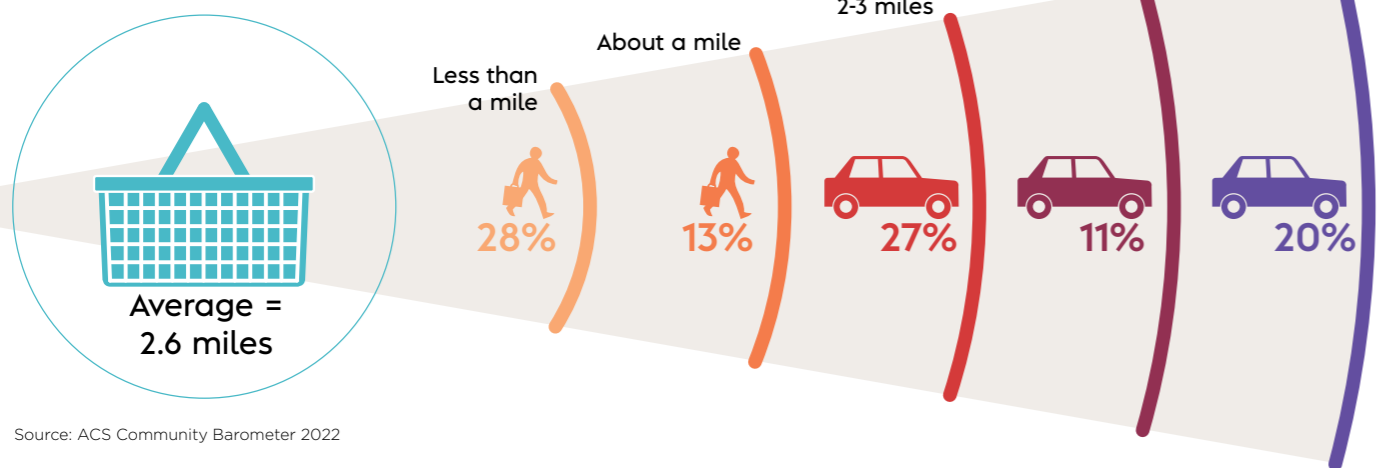 2-3 miles
About a mile
Less than
a mile
28%
13%
27%
11%
20%
Average =
2.6 miles
Source: ACS Community Barometer 2022